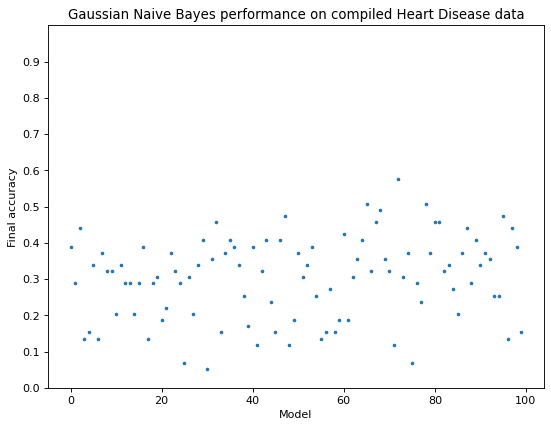 Gaussian Naive Bayes performance on compiled Heart Disease data
Final accuracy
0.9
0.8
0.7
0.6
0.5
0.4
0.3
0.2
0.1
0.0
0 20 40 60 80 100
Model